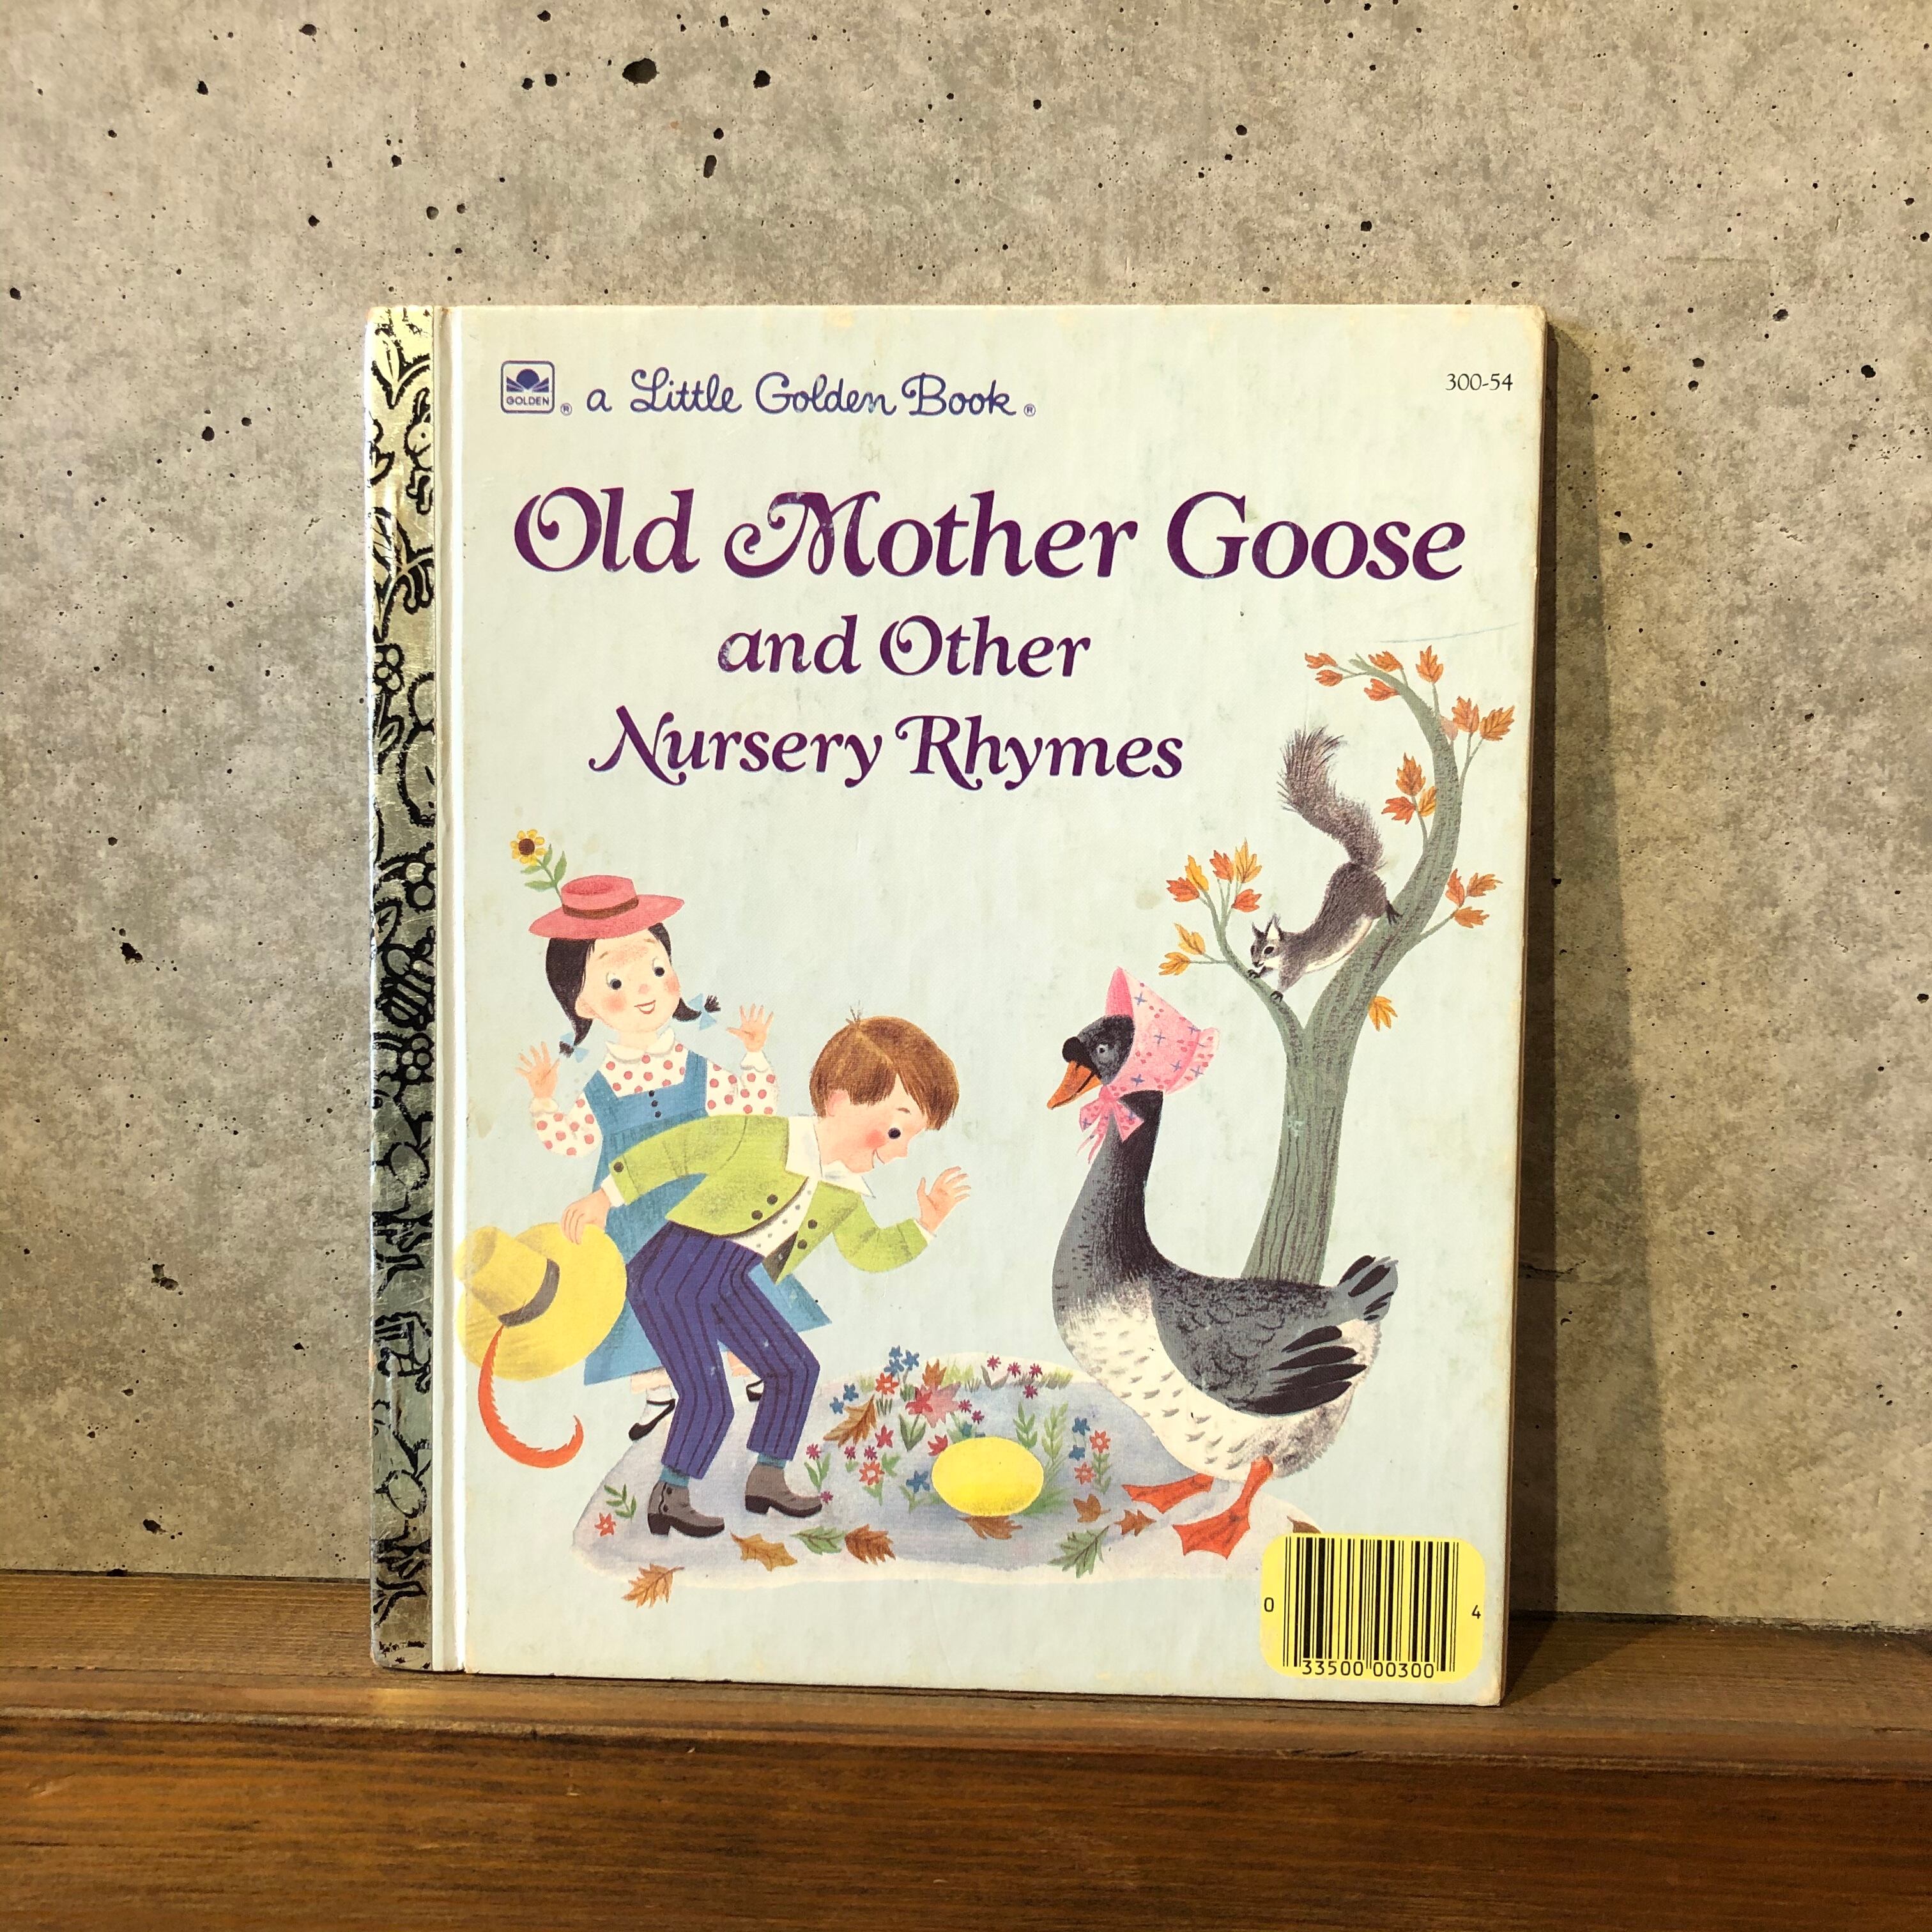 GOLDEN ® a Little Golden Book ®
300-54
Old Mother Goose
and Other
Nursery Rhymes
0 33500 00300 4